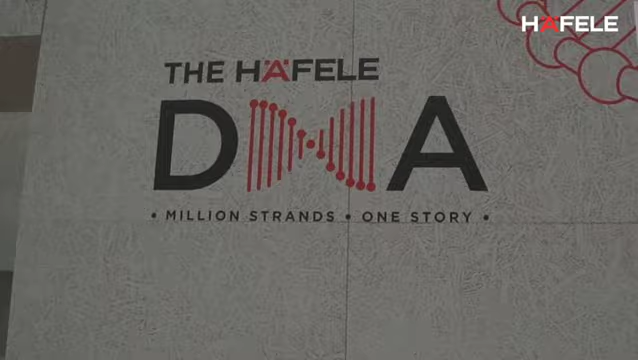 HÄFELE
THE HÄFELE
DNA
• MILLION STRANDS • ONE STORY •